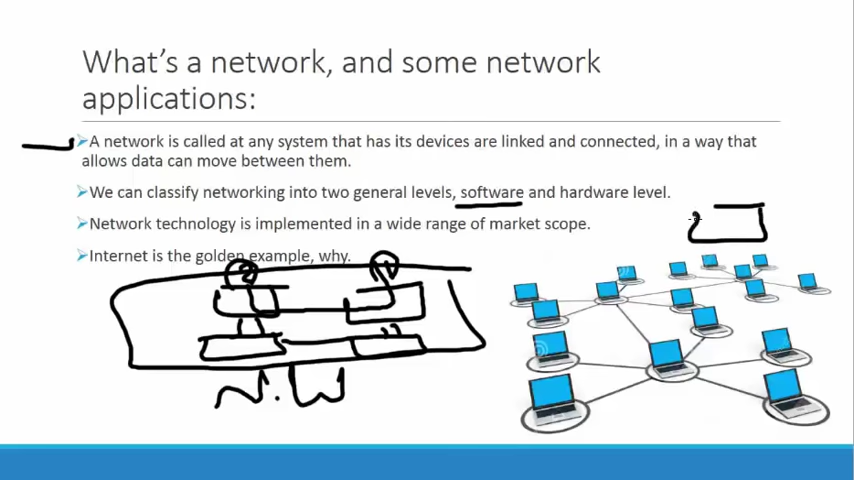 What's a network, and some network
applications:
A network is called at any system that has its devices are linked and connected, in a way that
allows data can move between them.
We can classify networking into two general levels, software and hardware level.
Network technology is implemented in a wide range of market scope.
Internet is the golden example, why.
N.W